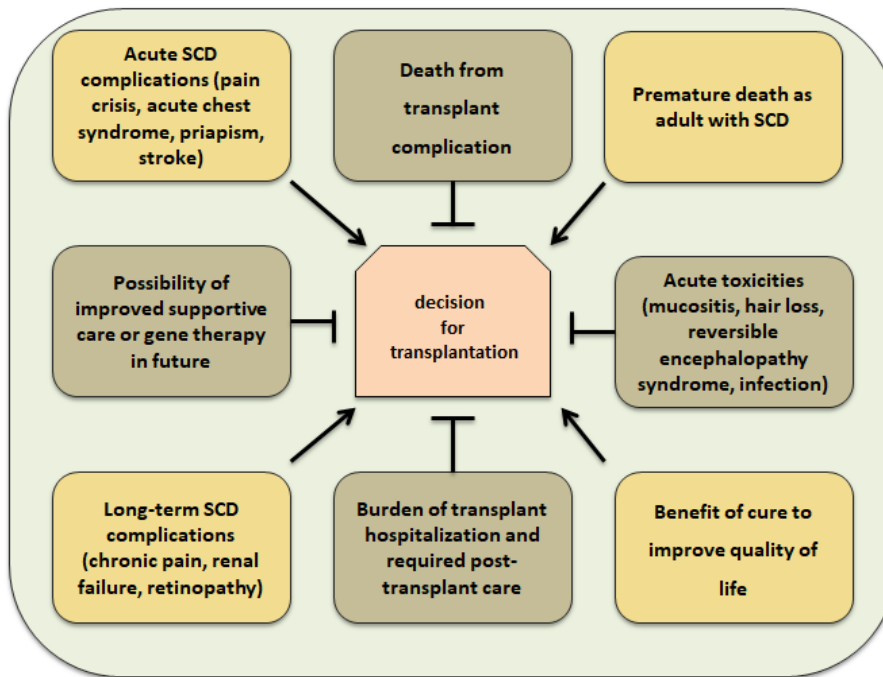 Acute SCD
complications (pain
crisis, acute chest
syndrome, priapism,
stroke)
Death from
transplant
complication
Premature death as
adult with SCD
Possibility of
improved supportive
care or gene therapy
in future
decision
for
transplantation
Acute toxicities
(mucositis, hair loss,
reversible
encephalopathy
syndrome, infection)
Long-term SCD
complications
(chronic pain, renal
failure, retinopathy)
Burden of transplant
hospitalization and
required post-
transplant care
Benefit of cure to
improve quality of
life